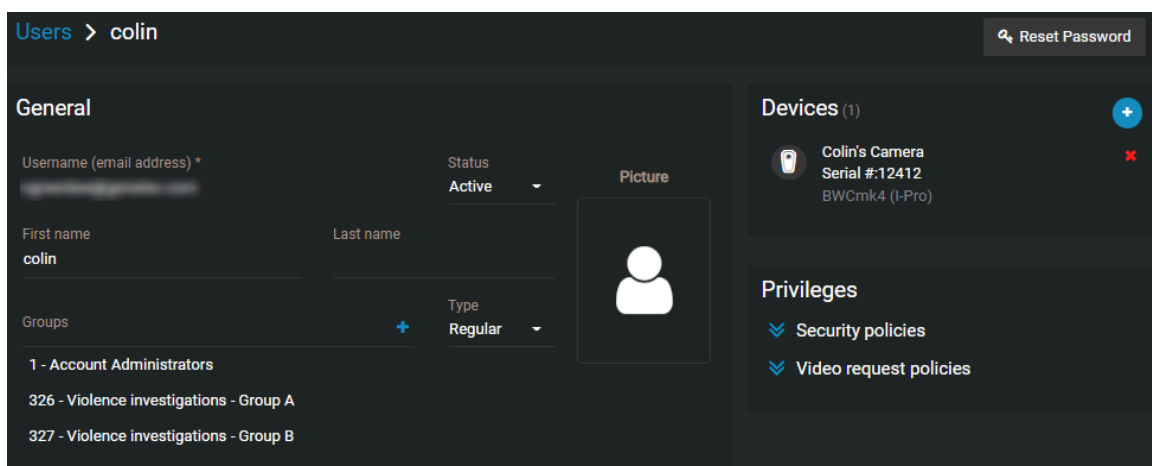 Users > colin
Reset Password
General
Username (email address) *
Status
Active
Picture
First name
colin
Last name
Groups
Type
Regular
1 - Account Administrators
326 - Violence investigations - Group A
327 - Violence investigations - Group B
Devices (1)
Colin's Camera
Serial #:12412
BWCmk4 (I-Pro)
Privileges
Security policies
Video request policies